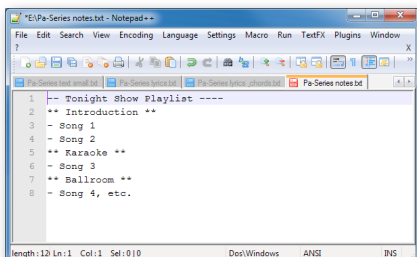 *E:\Pa-Series notes.txt - Notepad++
File Edit Search View Encoding Language Settings Macro Run TextFX Plugins Window
? X
Pa-Series text small.txt Pa-Series lyrics.txt Pa-Series lyrics_chords.txt Pa-Series notes.txt
1 -- Tonight Show Playlist ----
2 ** Introduction **
3 - Song 1
4 - Song 2
5 ** Karaoke **
6 - Song 3
7 ** Ballroom **
8 - Song 4, etc.
length : 12 Ln : 1 Col : 1 Sel : 0 | 0 Dos\Windows ANSI INS